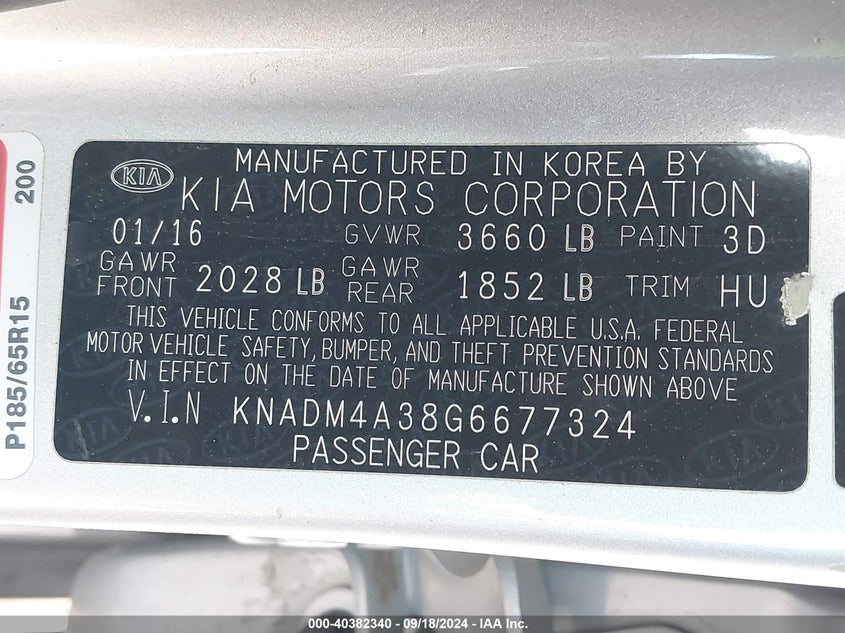 MANUFACTURED IN KOREA BY
KIA KIA MOTORS CORPORATION
01/16 GVWR 3660 LB PAINT 3D
GAWR FRONT 2028 LB GAWR REAR 1852 LB TRIM HU
THIS VEHICLE CONFORMS TO ALL APPLICABLE U.S.A. FEDERAL
MOTOR VEHICLE SAFETY, BUMPER, AND THEFT PREVENTION STANDARDS
IN EFFECT ON THE DATE OF MANUFACTURE SHOWN ABOVE
V.I.N KNADM4A38G6677324
PASSENGER CAR
P185/65R15 200
000-40382340 - 09/18/2024 - IAA Inc.